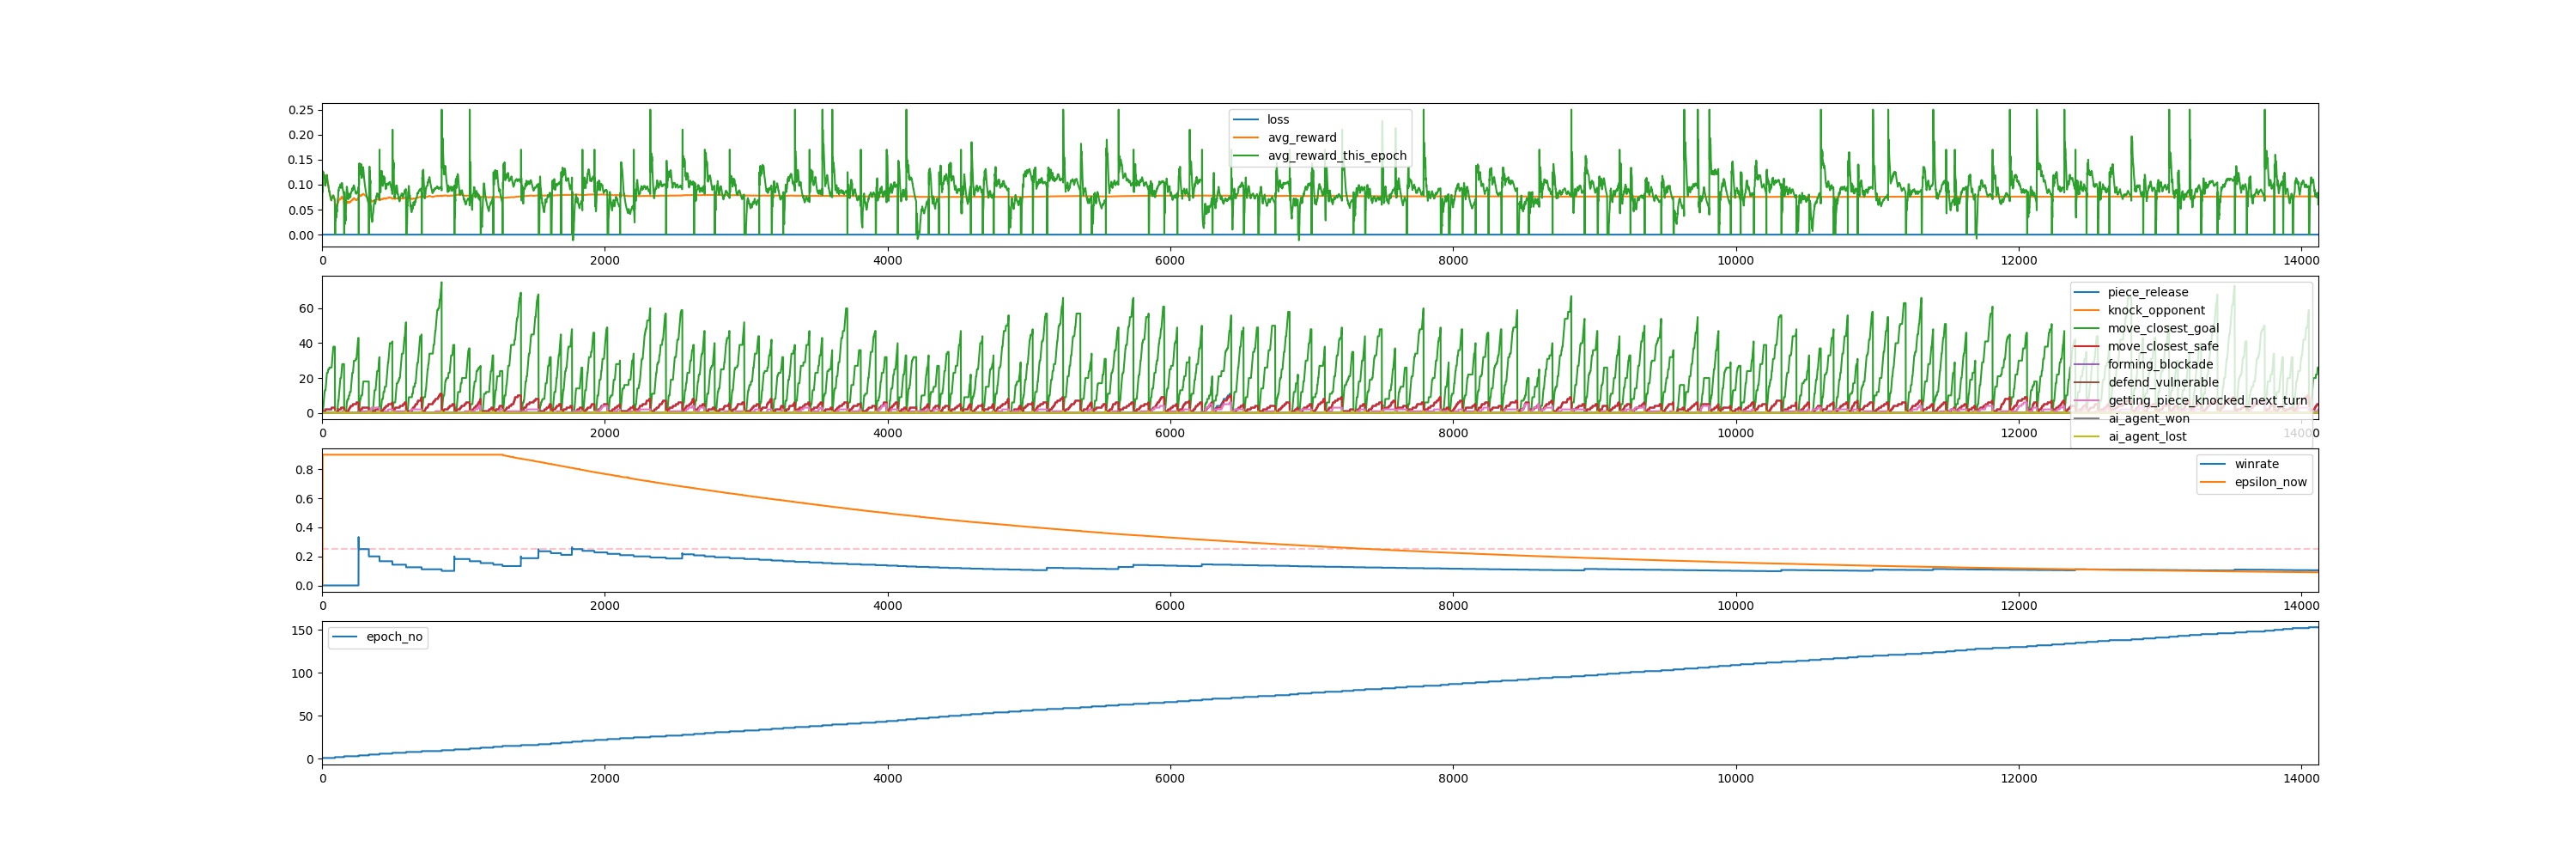 0.25
0.20
0.15
0.10
0.05
0.00
loss
avg_reward
avg_reward_this_epoch
0 2000 4000 6000 8000 10000 12000 14000
60
40
20
0
piece_release
knock_opponent
move_closest_goal
move_closest_safe
forming_blockade
defend_vulnerable
getting_piece_knocked_next_turn
ai_agent_won
ai_agent_lost
0 2000 4000 6000 8000 10000 12000 14000
0.8
0.6
0.4
0.2
0.0
winrate
epsilon_now
0 2000 4000 6000 8000 10000 12000 14000
150
100
50
0
epoch_no
0 2000 4000 6000 8000 10000 12000 14000